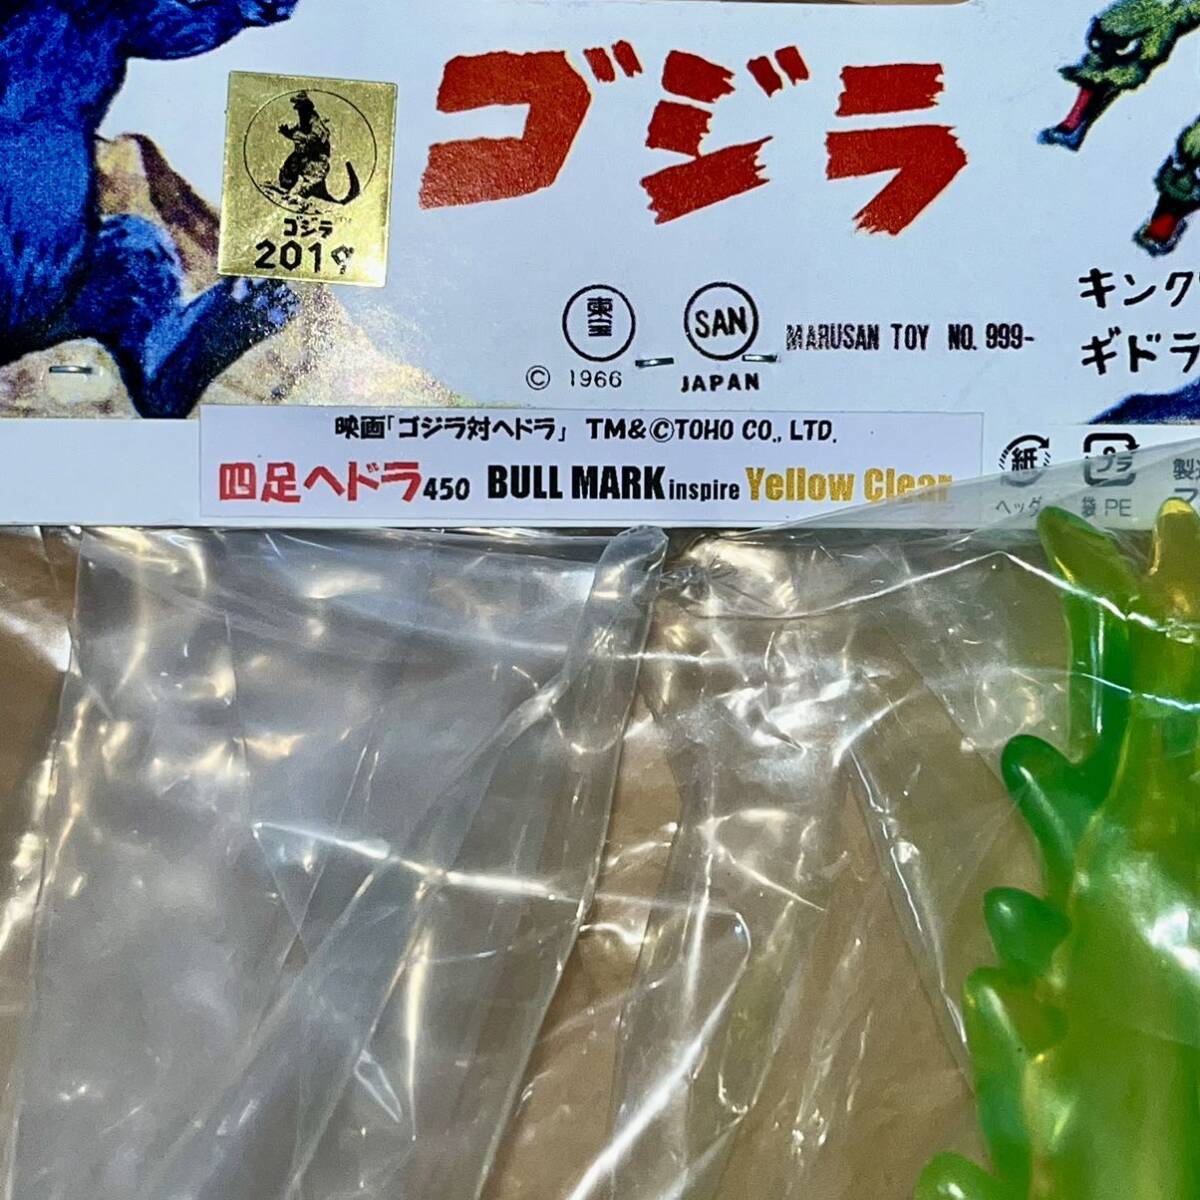 ゴジラ
ゴジラ
2019
キング
ギドラ
東宝
SAN
MARUSAN TOY NO. 999-
© 1966
JAPAN
映画「ゴジラ対ヘドラ」 TM&©TOHO CO., LTD.
四足ヘドラ450 BULL MARK inspire Yellow Clear
紙
プラ
ヘッダ
袋 PE
製